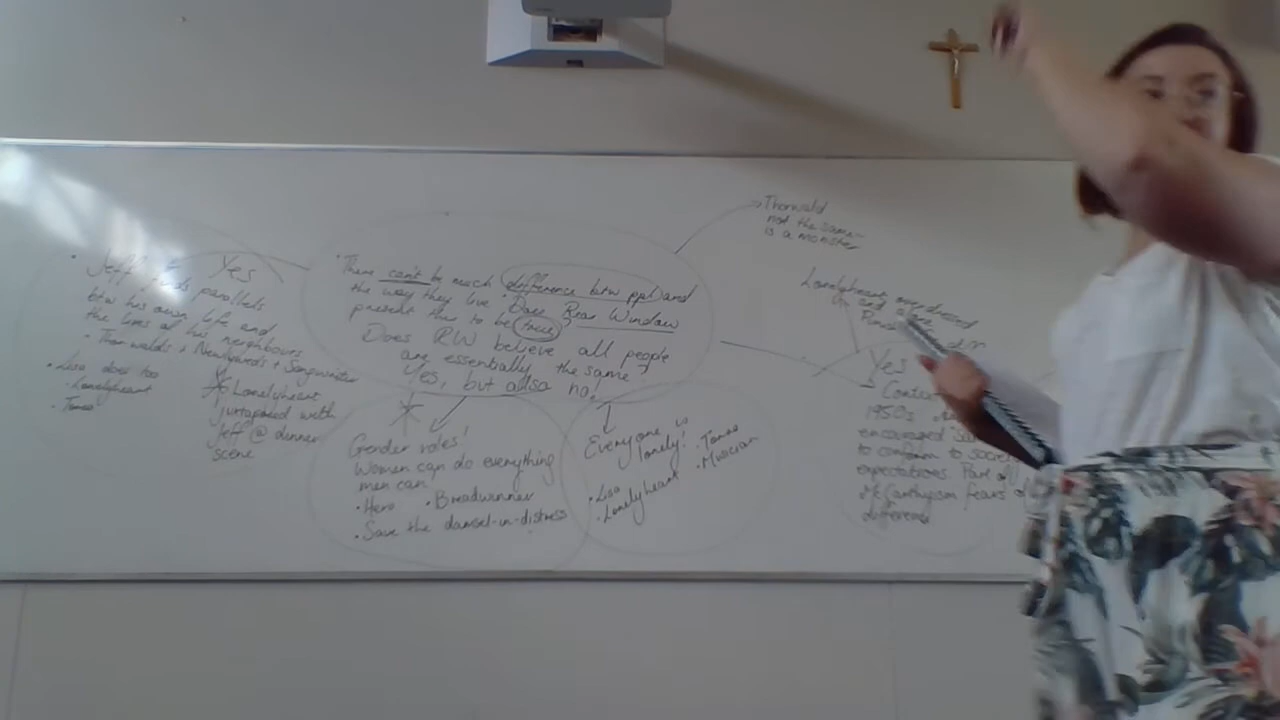 Yes
Jeff finds parallels
btw his own life and
the lives of his neighbours
• Thorwalds + Newlyweds + Songwriter
• Lisa does too
• Lonelyheart
• Torso
Lonelyheart
juxtaposed with
Jeff @ dinner
scene
"There can't be much difference btw ppl and
the way they live." Does Rear Window
present this to be true?
Does RW believe all people
are essentially the same?
Yes, but allso no.
Thorwald
not the same -
is a monster
Gender roles!
Women can do everything
men can!
• Hero • Breadwinner
• Save the damsel-in-distress
Everyone is
lonely!
• Torso
• Musician
• Lisa
• Lonelyheart
Lonelyheart
Yes
1950s
encouraged
to conform to
expectations. Part of
McCarthyism fears of
difference